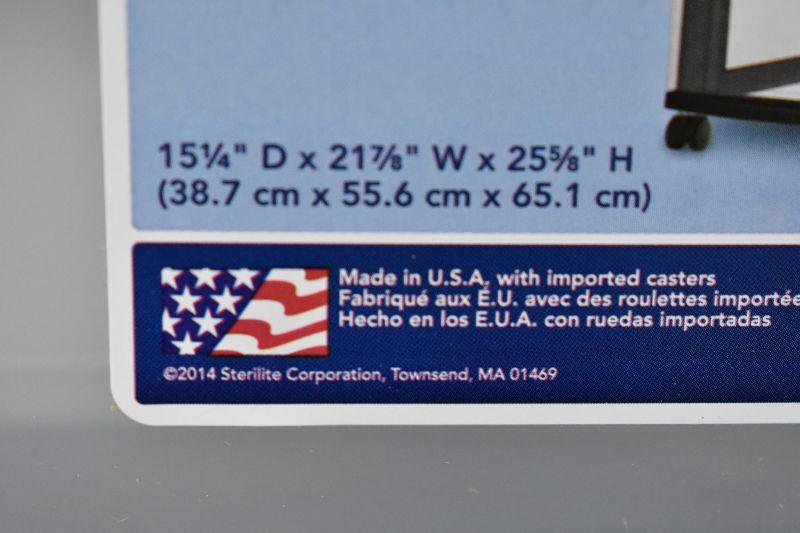 15¼" D x 21⅞" W x 25⅝" H
(38.7 cm x 55.6 cm x 65.1 cm)
Made in U.S.A. with imported casters
Fabriqué aux É.U. avec des roulettes importée
Hecho en los E.U.A. con ruedas importadas
©2014 Sterilite Corporation, Townsend, MA 01469